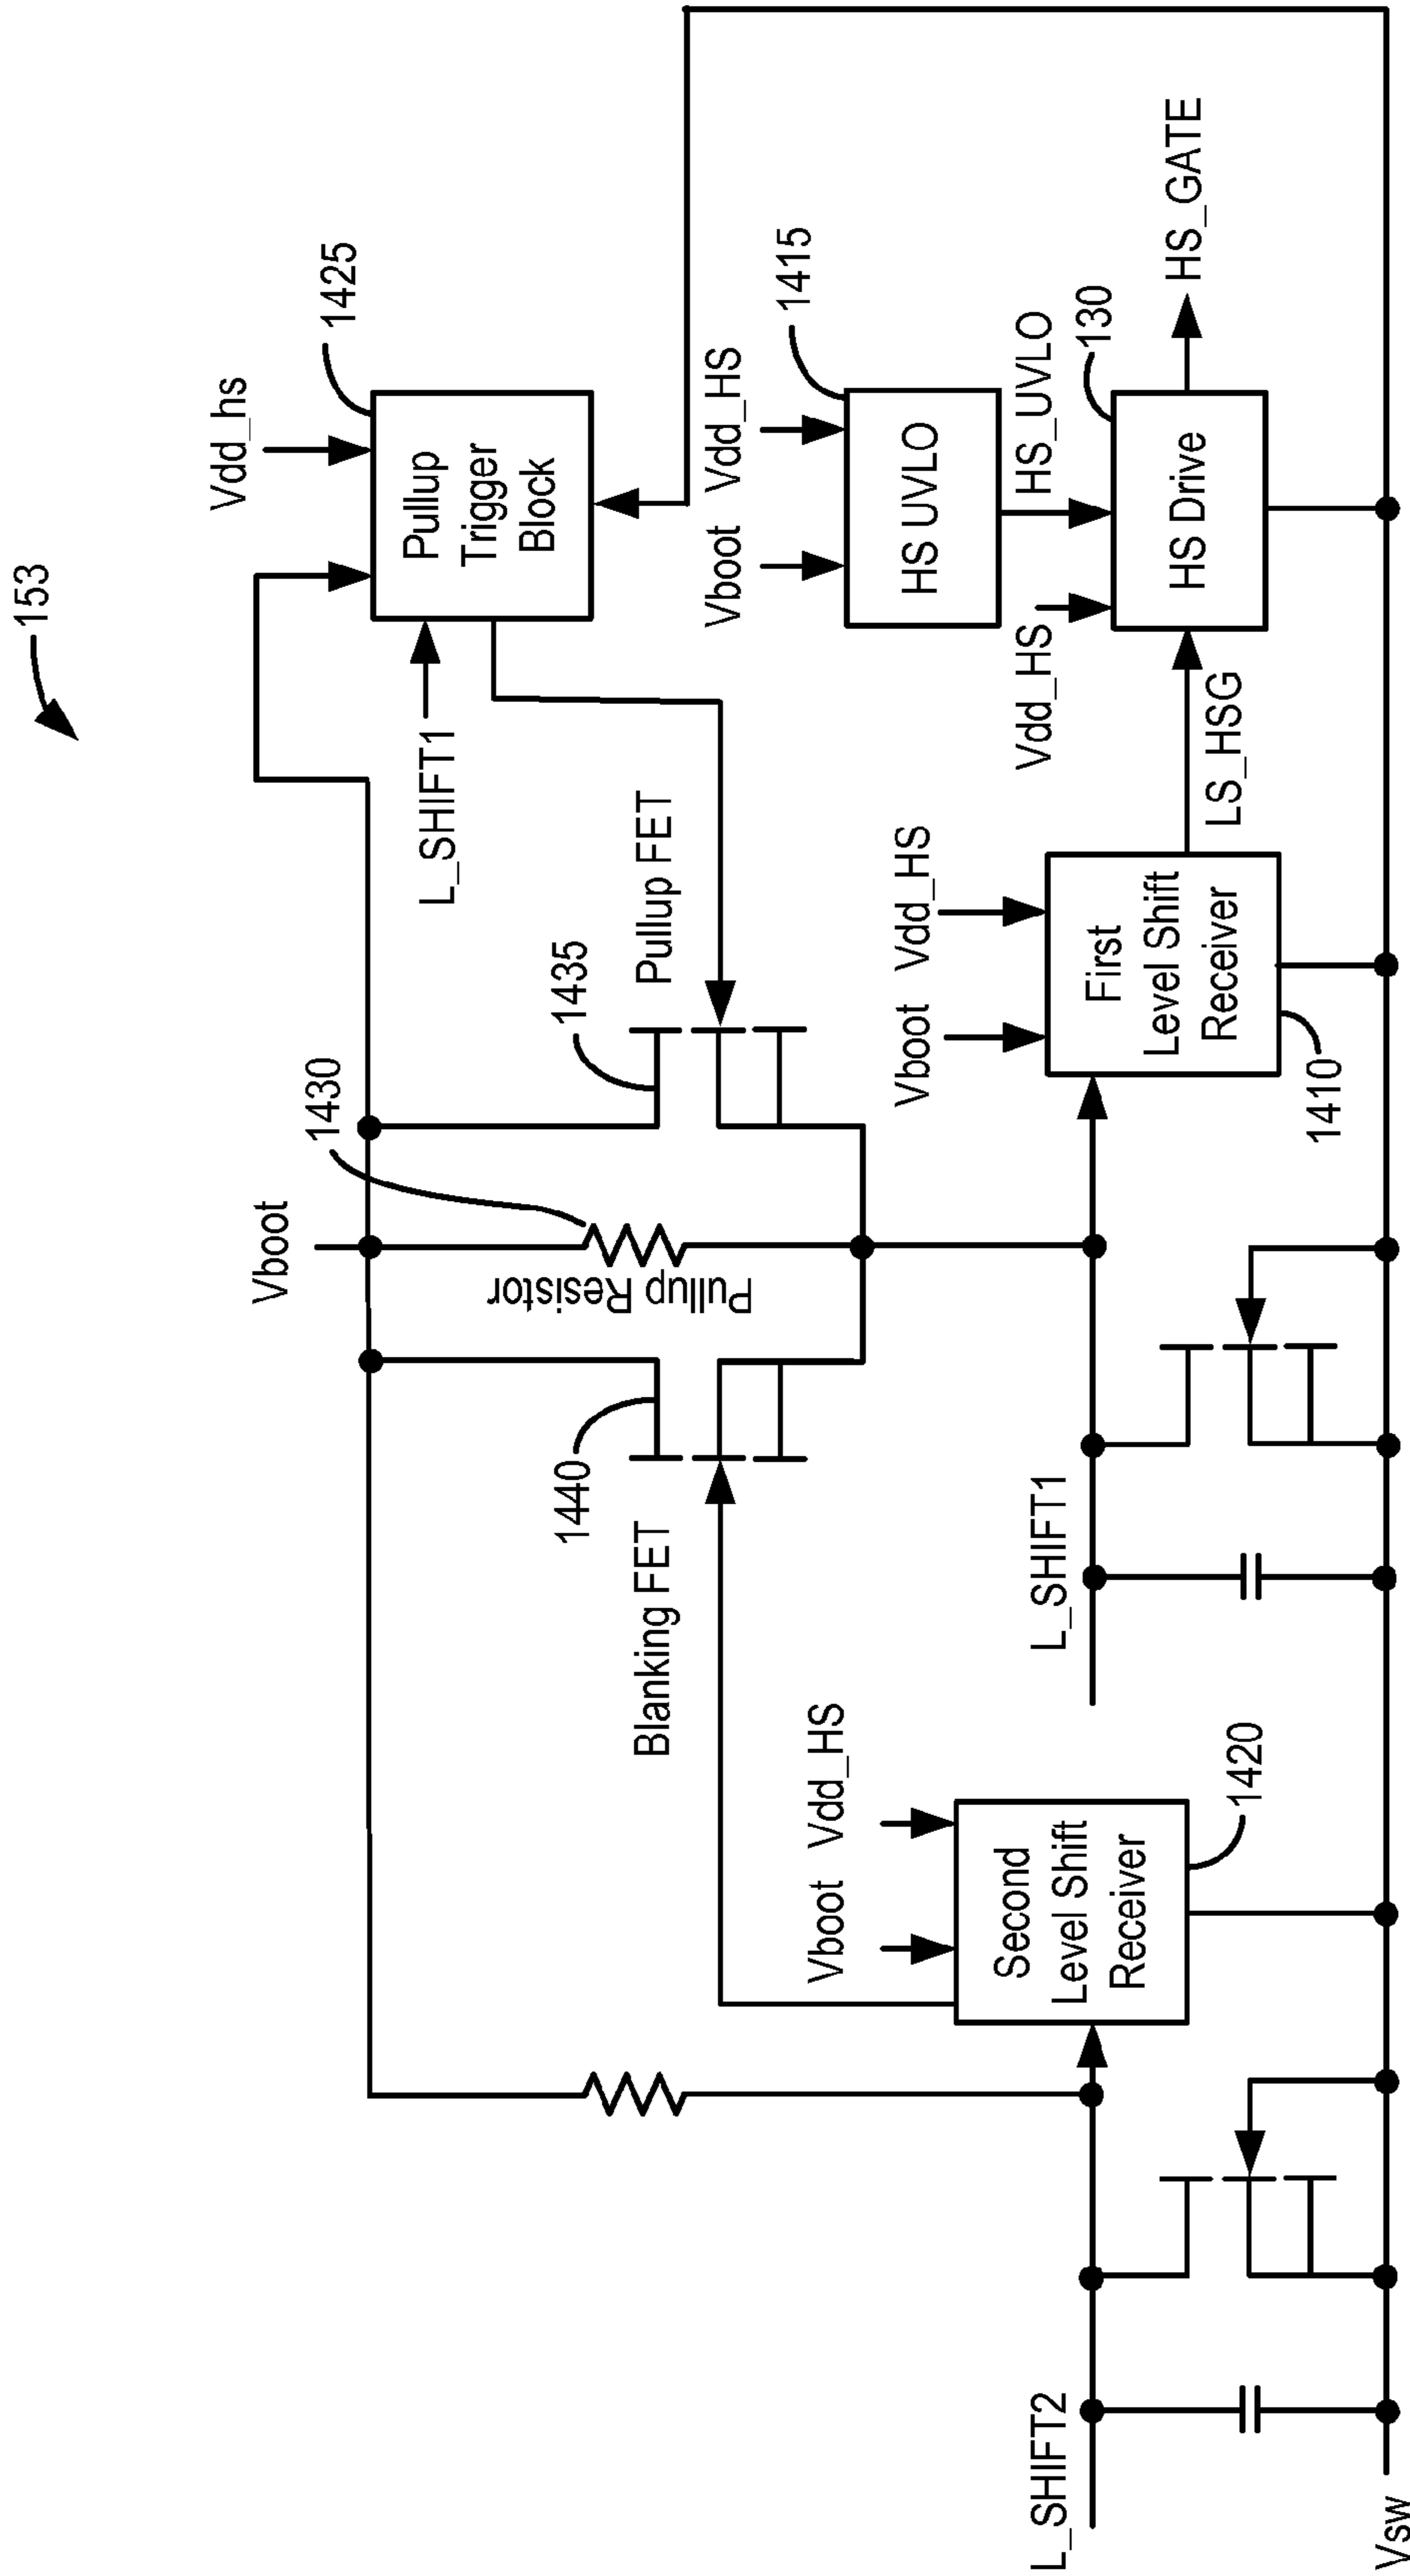 153
Vboot
1430
Pullup Resistor
1435
Pullup FET
1440
Blanking FET
Vdd_hs
1425
Pullup
Trigger
Block
L_SHIFT1
Vboot
Vdd_HS
1415
HS UVLO
HS_UVLO
Vdd_HS
130
HS Drive
HS_GATE
LS_HSG
Vboot
Vdd_HS
First
Level Shift
Receiver
1410
L_SHIFT1
Vboot
Vdd_HS
Second
Level Shift
Receiver
1420
L_SHIFT2
Vsw